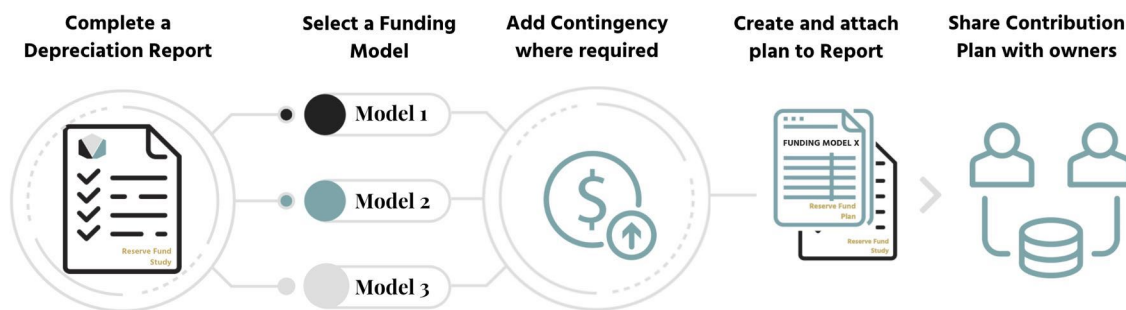 Complete a
Depreciation Report
Select a Funding
Model
Add Contingency
where required
Create and attach
plan to Report
Share Contribution
Plan with owners
Reserve Fund
Study
Model 1
Model 2
Model 3
$
FUNDING MODEL X
Reserve Fund
Plan
Reserve Fund
Study